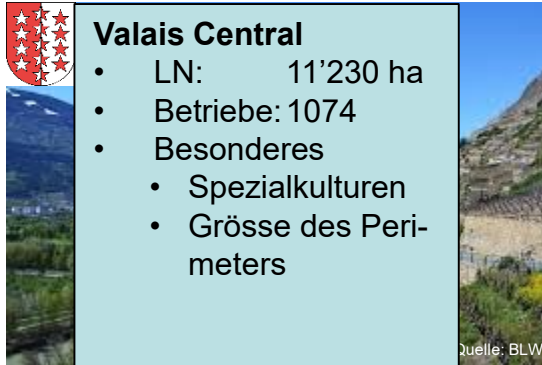 Valais Central
• LN: 11’230 ha
• Betriebe: 1074
• Besonderes
• Spezialkulturen
• Grösse des Peri-
meters
Quelle: BLW